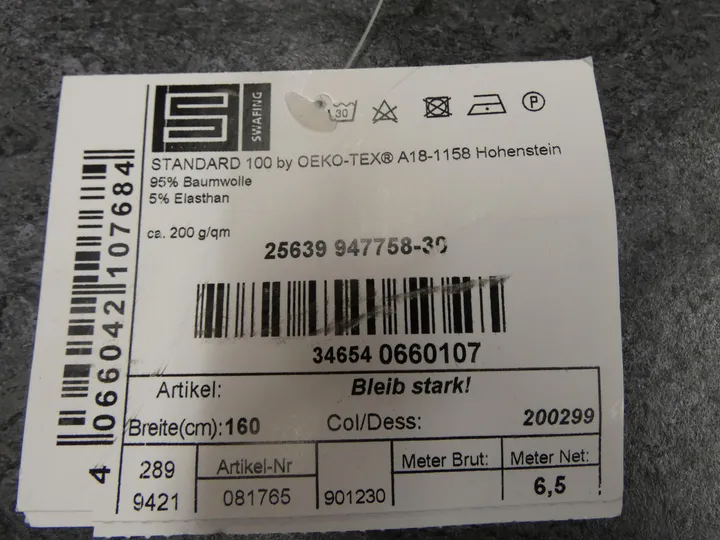 SWAFING
30
P
STANDARD 100 by OEKO-TEX® A18-1158 Hohenstein
95% Baumwolle
5% Elasthan
ca. 200 g/qm
25639 947758-30
34654 0660107
4 066042 107684
Artikel: Bleib stark!
Breite(cm): 160 Col/Dess: 200299
289 Artikel-Nr Meter Brut: Meter Net:
9421 081765 901230 6,5